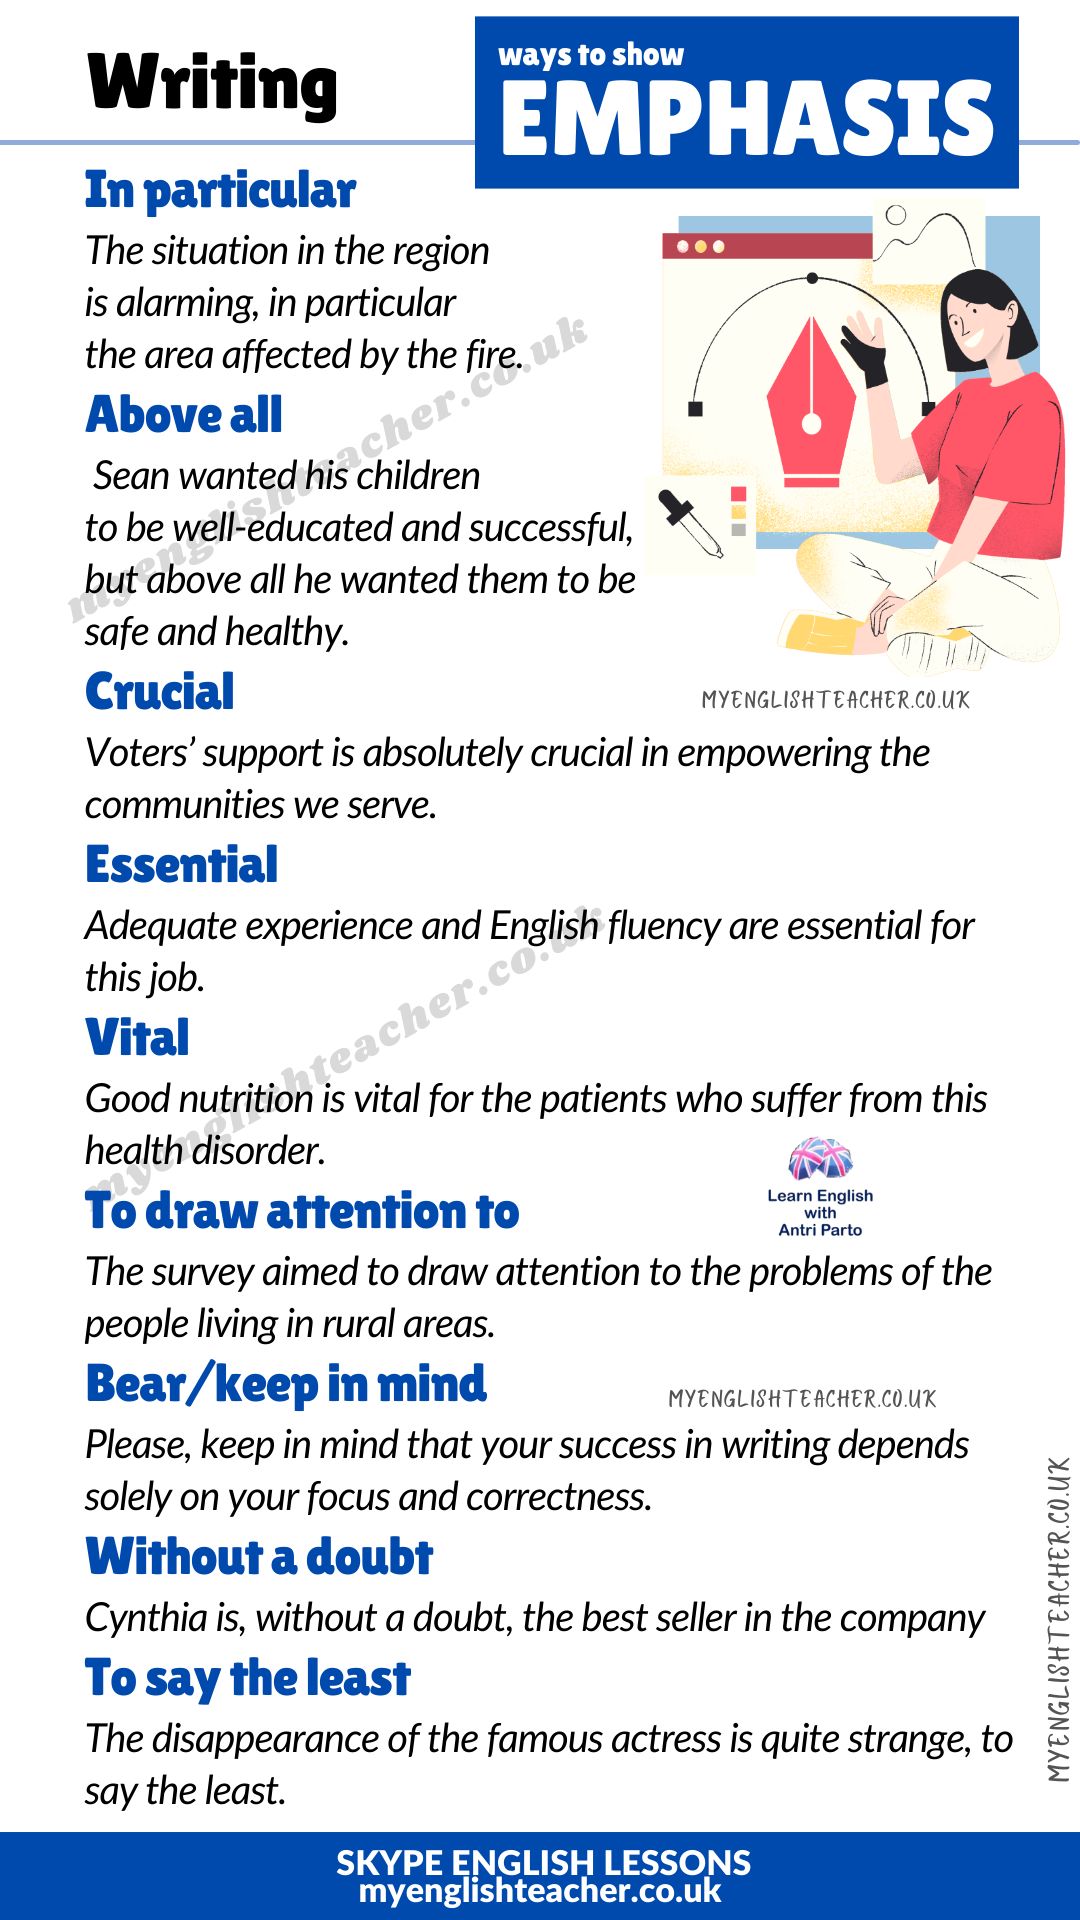 Writing
ways to show
EMPHASIS
In particular
The situation in the region
is alarming, in particular
the area affected by the fire.
Above all
Sean wanted his children
to be well-educated and successful,
but above all he wanted them to be
safe and healthy.
myenglishteacher.co.uk
Crucial
MYENGLISHTEACHER.CO.UK
Voters' support is absolutely crucial in empowering the
communities we serve.
Essential
Adequate experience and English fluency are essential for
this job.
Vital
Good nutrition is vital for the patients who suffer from this
health disorder.
myenglishteacher.co.uk
Learn English
with
Antri Parto
To draw attention to
The survey aimed to draw attention to the problems of the
people living in rural areas.
Bear/keep in mind
MYENGLISHTEACHER.CO.UK
Please, keep in mind that your success in writing depends
solely on your focus and correctness.
Without a doubt
Cynthia is, without a doubt, the best seller in the company
To say the least
The disappearance of the famous actress is quite strange, to
say the least.
MYENGLISHTEACHER.CO.UK
SKYPE ENGLISH LESSONS
myenglishteacher.co.uk